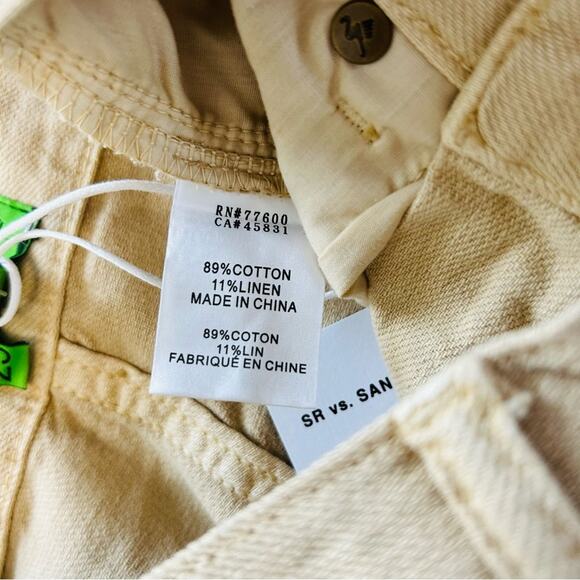 RN#77600
CA#45831
89%COTTON
11%LINEN
MADE IN CHINA
89%COTON
11%LIN
FABRIQUÉ EN CHINE
SR vs. SAN